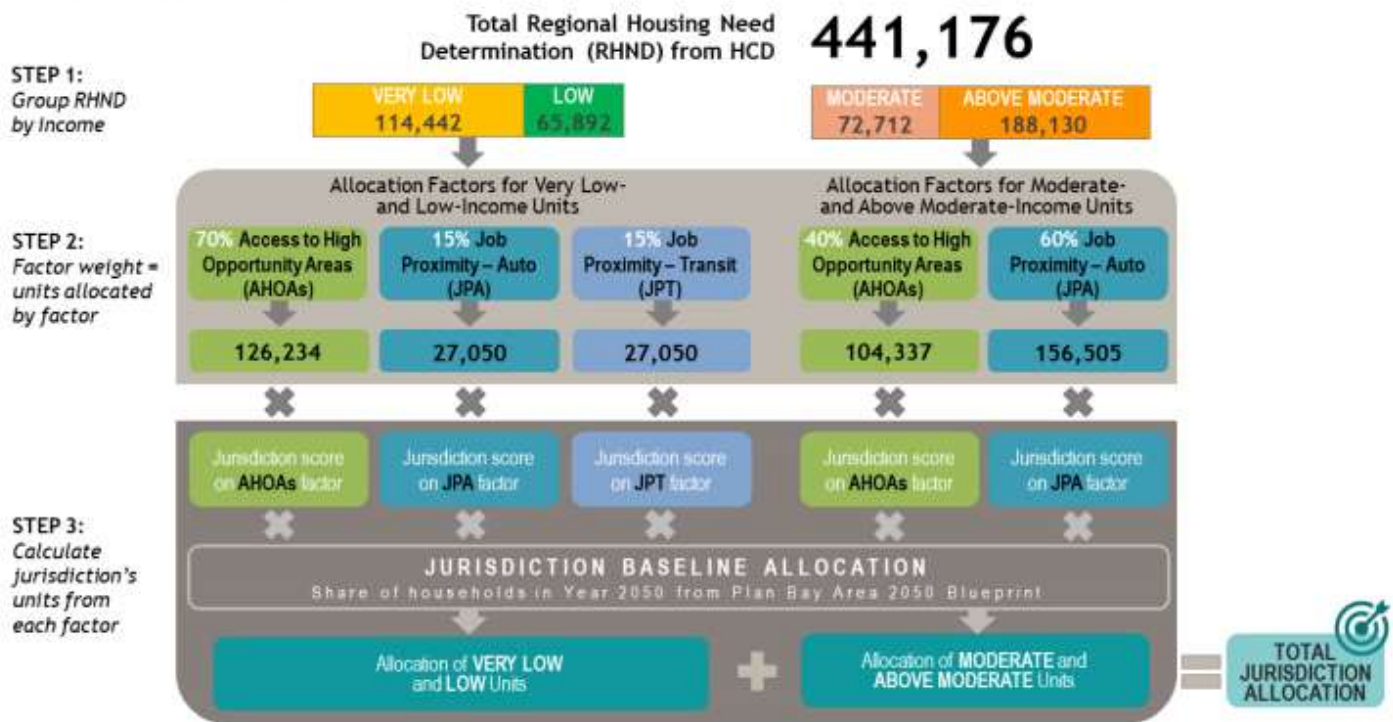 Total Regional Housing Need
Determination (RHND) from HCD
441,176
STEP 1:
Group RHND
by Income
VERY LOW
114,442
LOW
65,892
MODERATE
72,712
ABOVE MODERATE
188,130
Allocation Factors for Very Low-
and Low-Income Units
Allocation Factors for Moderate-
and Above Moderate-Income Units
STEP 2:
Factor weight =
units allocated
by factor
70% Access to High
Opportunity Areas
(AHOAs)
15% Job
Proximity – Auto
(JPA)
15% Job
Proximity – Transit
(JPT)
40% Access to High
Opportunity Areas
(AHOAs)
60% Job
Proximity – Auto
(JPA)
126,234
27,050
27,050
104,337
156,505
STEP 3:
Calculate
jurisdiction's
units from
each factor
Jurisdiction score
on AHOAs factor
Jurisdiction score
on JPA factor
Jurisdiction score
on JPT factor
Jurisdiction score
on AHOAs factor
Jurisdiction score
on JPA factor
JURISDICTION BASELINE ALLOCATION
Share of households in Year 2050 from Plan Bay Area 2050 Blueprint
Allocation of VERY LOW
and LOW Units
Allocation of MODERATE and
ABOVE MODERATE Units
TOTAL
JURISDICTION
ALLOCATION